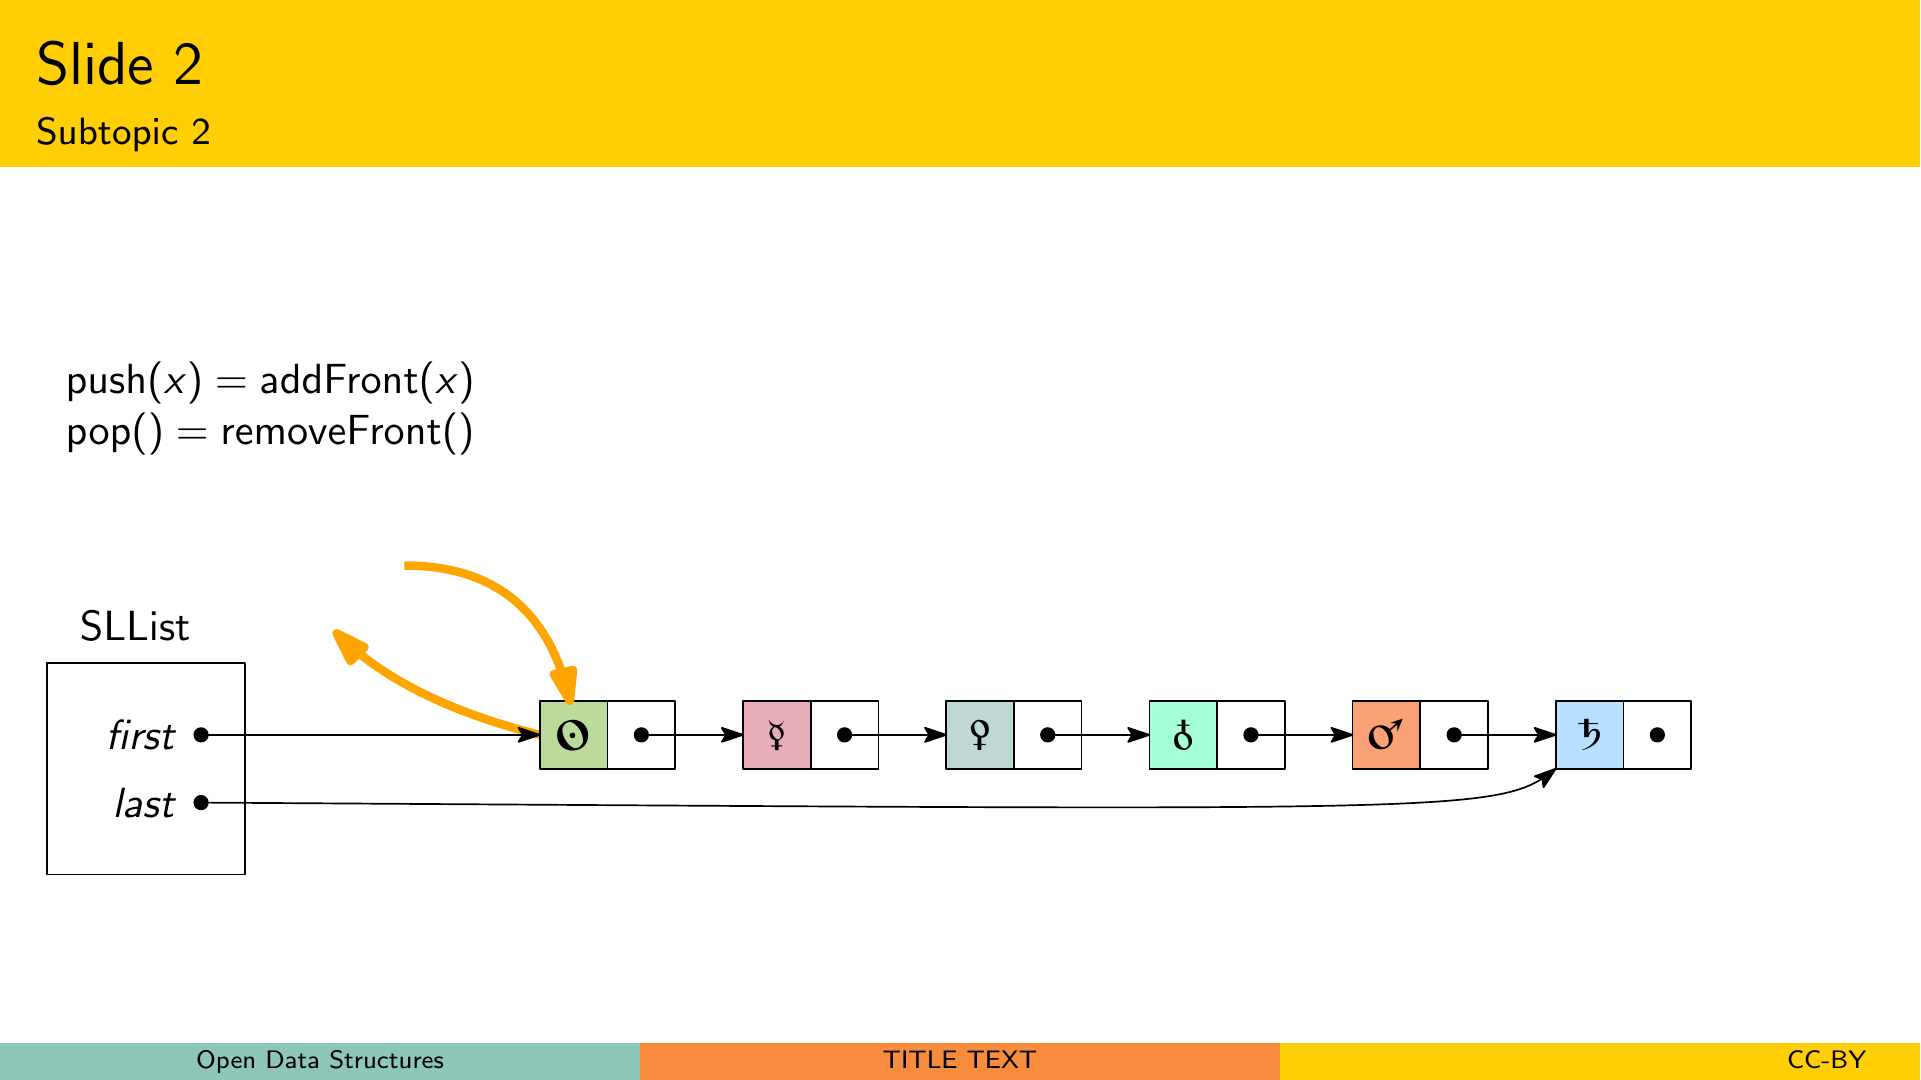 Slide 2
Subtopic 2
push(x) = addFront(x)
pop() = removeFront()
SLList
first
last
☉ ☿ ♀ ♁ ♂ ♄
Open Data Structures
TITLE TEXT
CC-BY